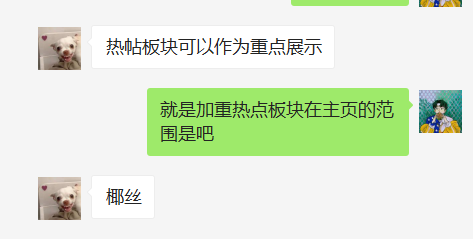 热帖板块可以作为重点展示
就是加重热点板块在主页的范
围是吧
椰丝